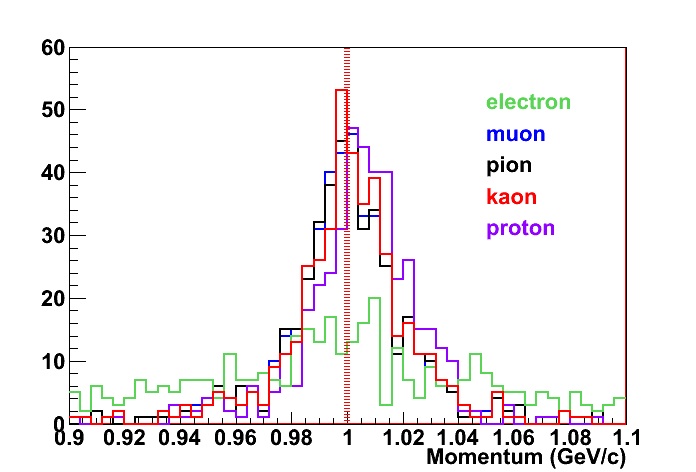 60
50
40
30
20
10
0
0.9 0.92 0.94 0.96 0.98 1 1.02 1.04 1.06 1.08 1.1
Momentum (GeV/c)
electron
muon
pion
kaon
proton